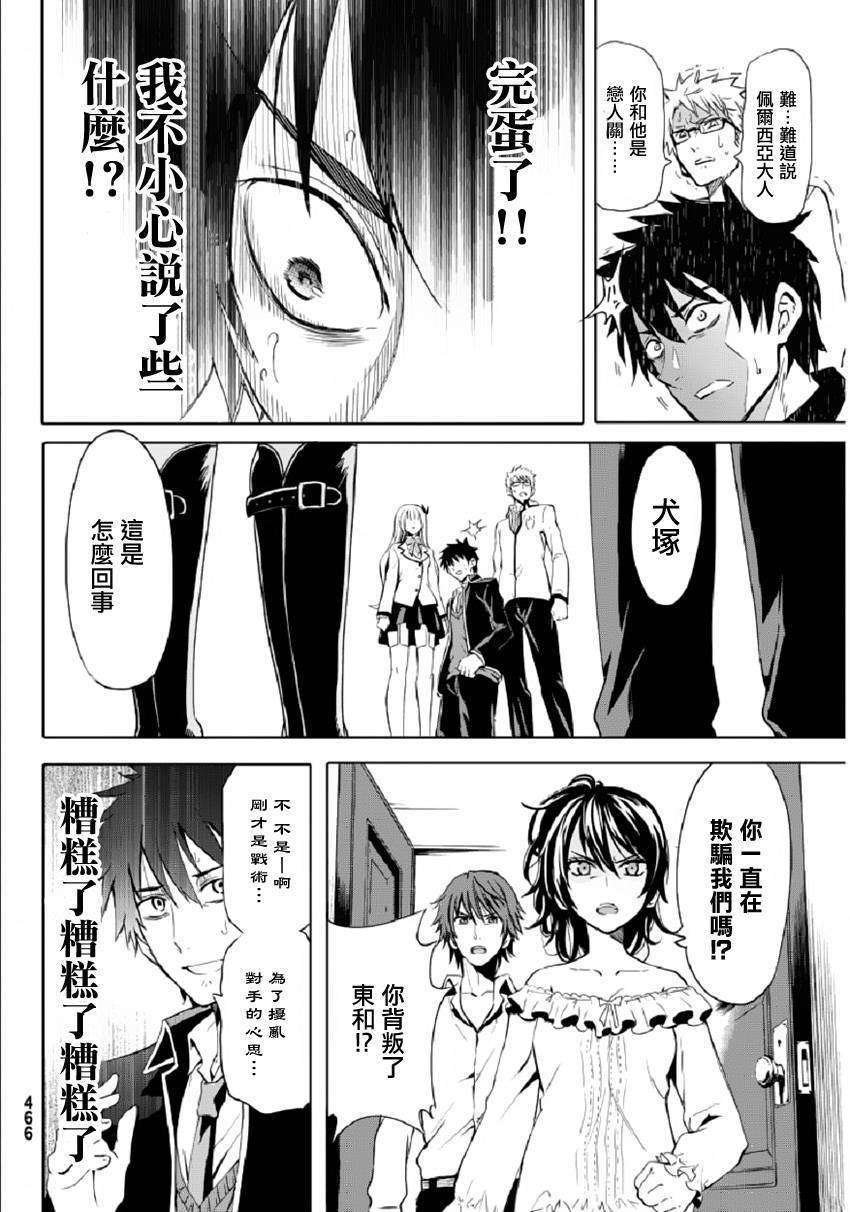 難…難道說
佩爾西亞大人
你和他是
戀人關……
完蛋了!!
我不小心說了些
什麼!?
犬塚
這是
怎麼回事
你一直在
欺騙我們嗎!?
你背叛了
東和!?
不 不是—啊
剛才是戰術…
為了擾亂
對手的心思…
糟糕了糟糕了糟糕了
466